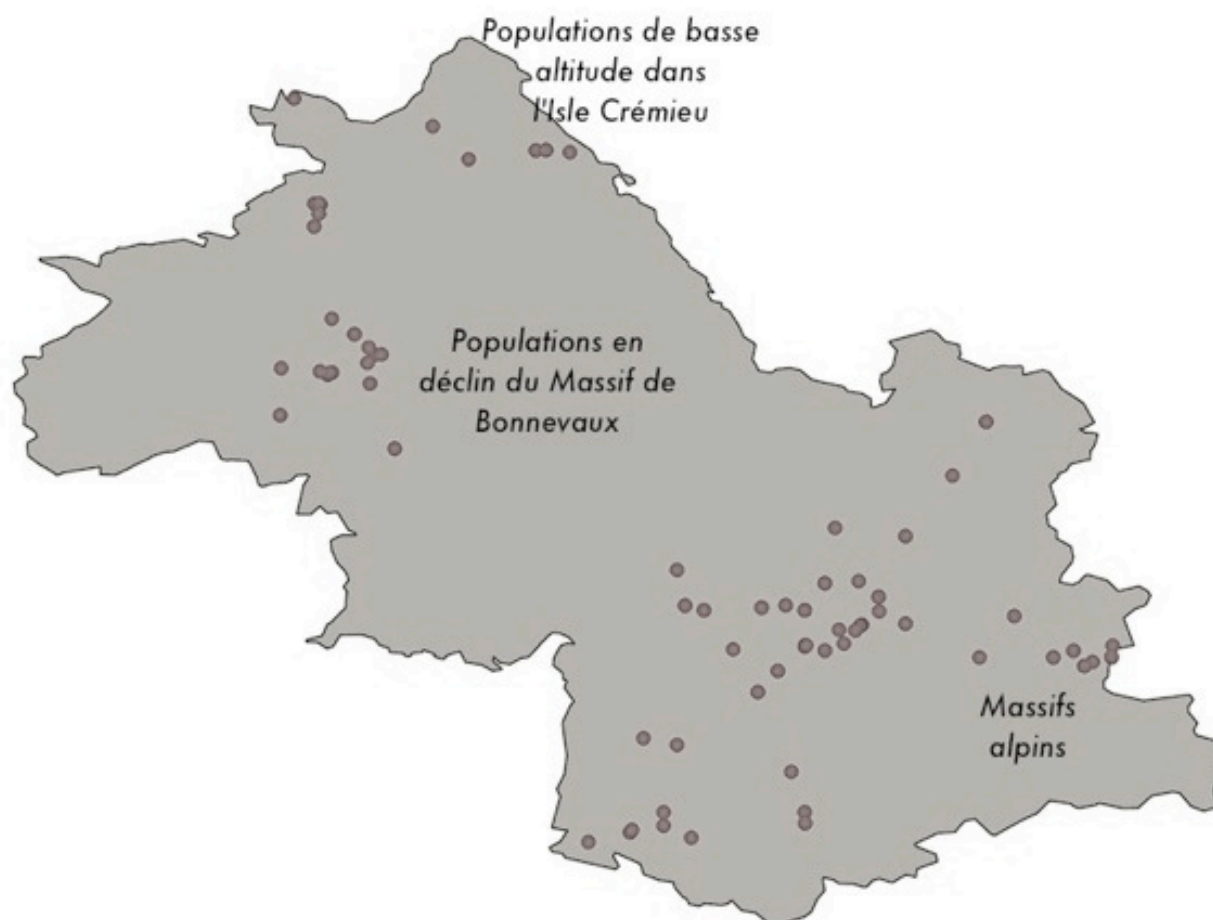 Populations de basse
altitude dans
l'Isle Crémieu
Populations en
déclin du Massif de
Bonnevaux
Massifs
alpins